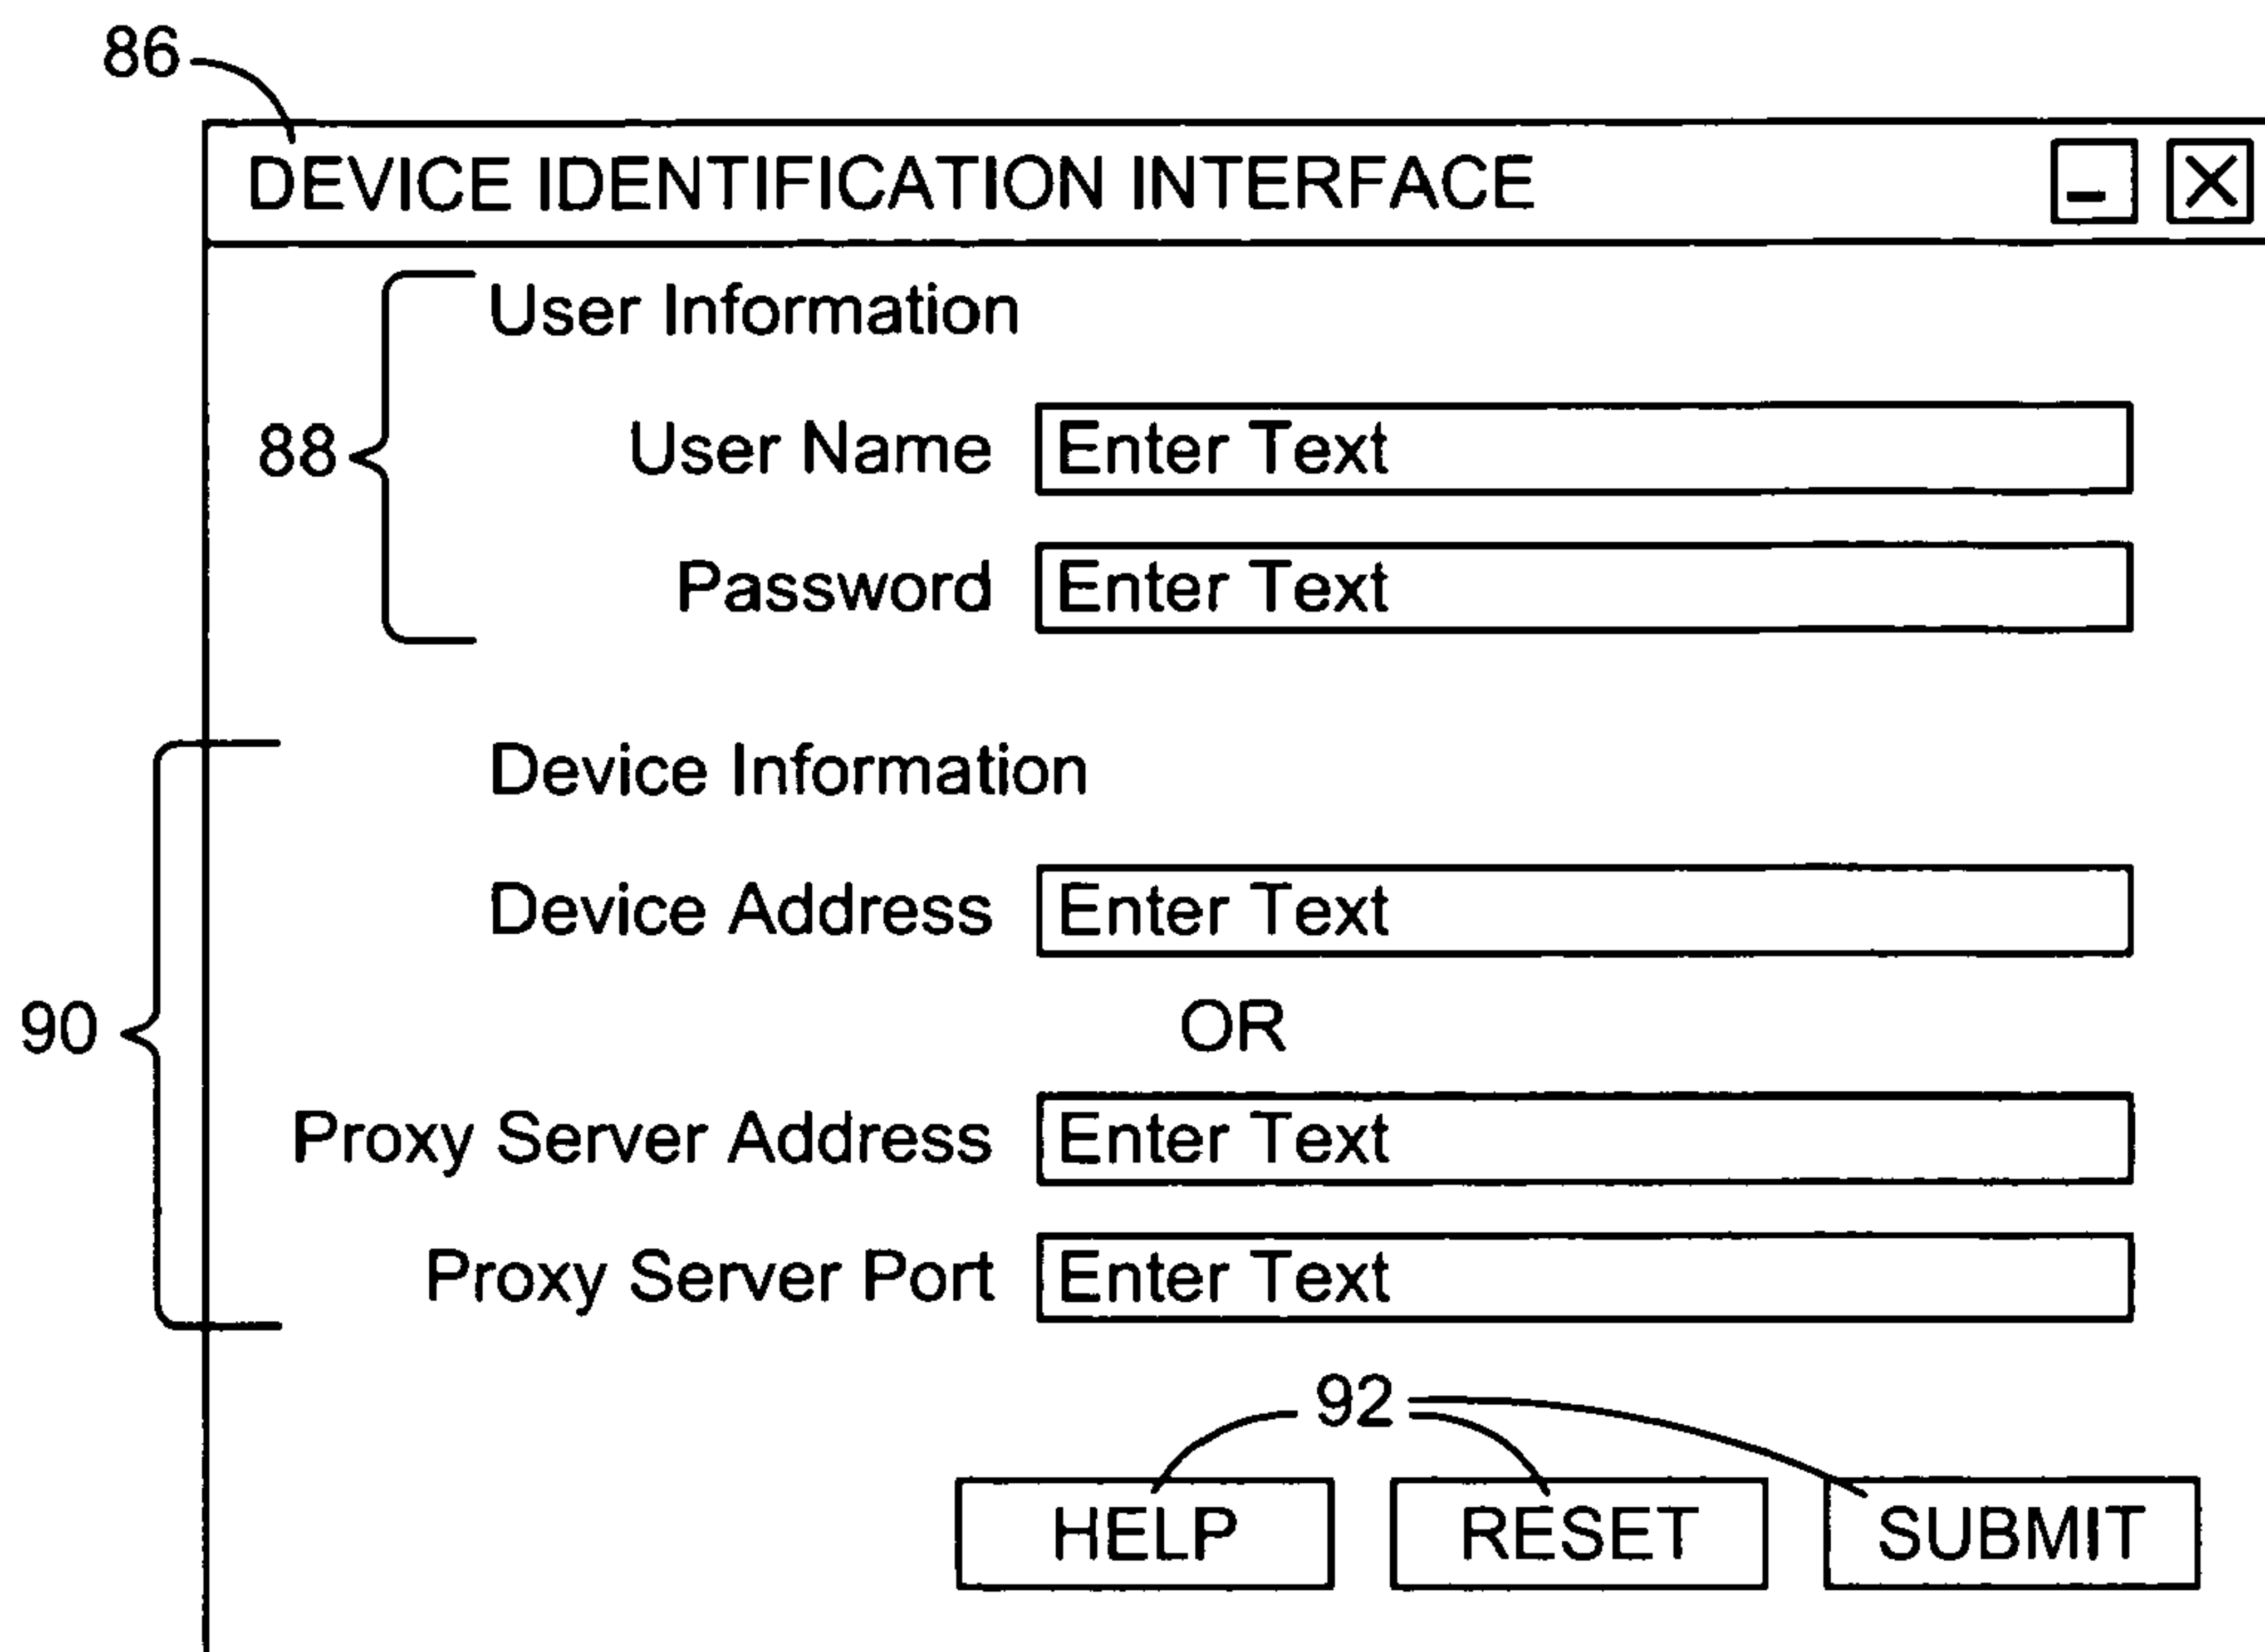 86
DEVICE IDENTIFICATION INTERFACE
User Information
88
User Name Enter Text
Password Enter Text
Device Information
Device Address Enter Text
90
OR
Proxy Server Address Enter Text
Proxy Server Port Enter Text
92
HELP RESET SUBMIT